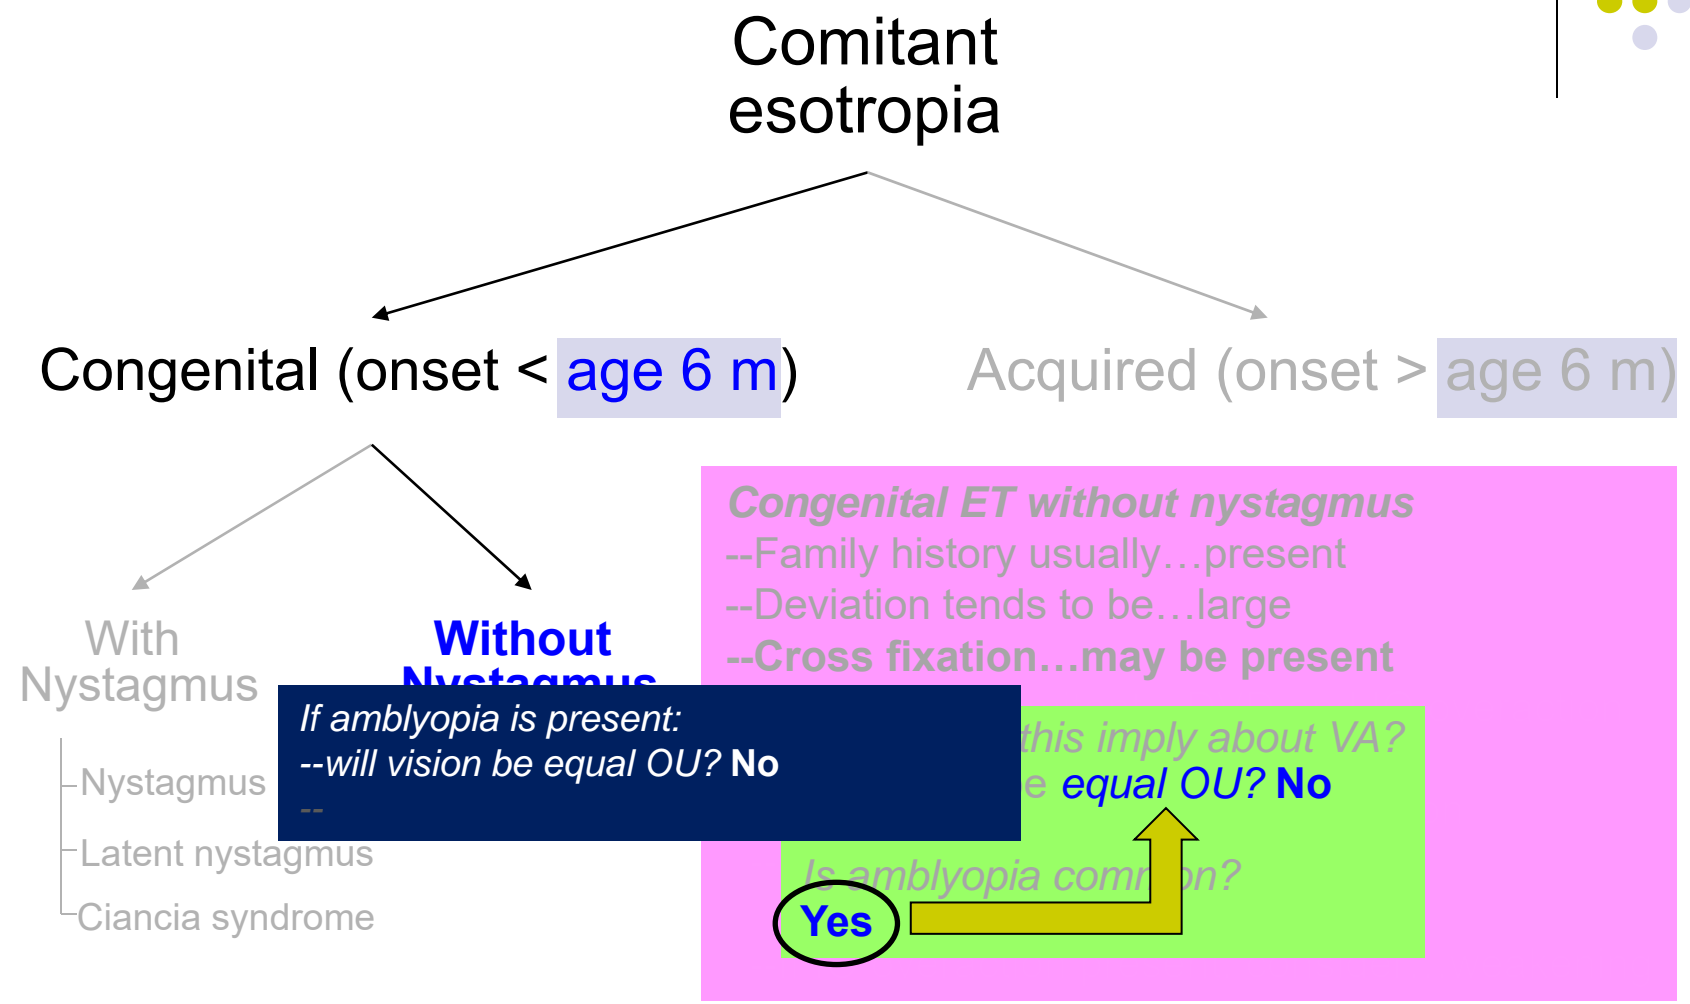 Comitant
esotropia
Congenital (onset < age 6 m)
Acquired (onset > age 6 m)
Congenital ET without nystagmus
--Family history usually…present
--Deviation tends to be…large
--Cross fixation…may be present
With
Nystagmus
Without
Nystagmus
Nystagmus
Latent nystagmus
Ciancia syndrome
If amblyopia is present:
--will vision be equal OU? No
--
this imply about VA?
equal OU? No
Is amblyopia common?
Yes